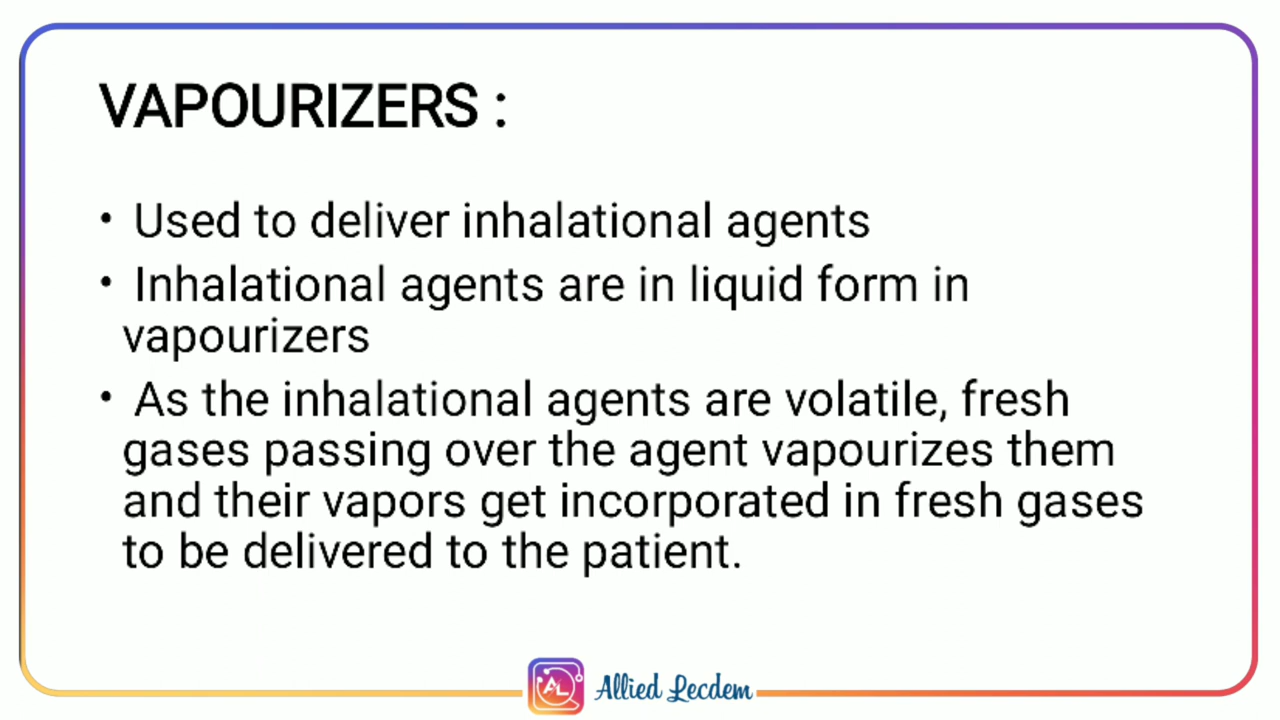 VAPOURIZERS :
• Used to deliver inhalational agents
• Inhalational agents are in liquid form in
vapourizers
• As the inhalational agents are volatile, fresh
gases passing over the agent vapourizes them
and their vapors get incorporated in fresh gases
to be delivered to the patient.
AL
Allied Lecdem